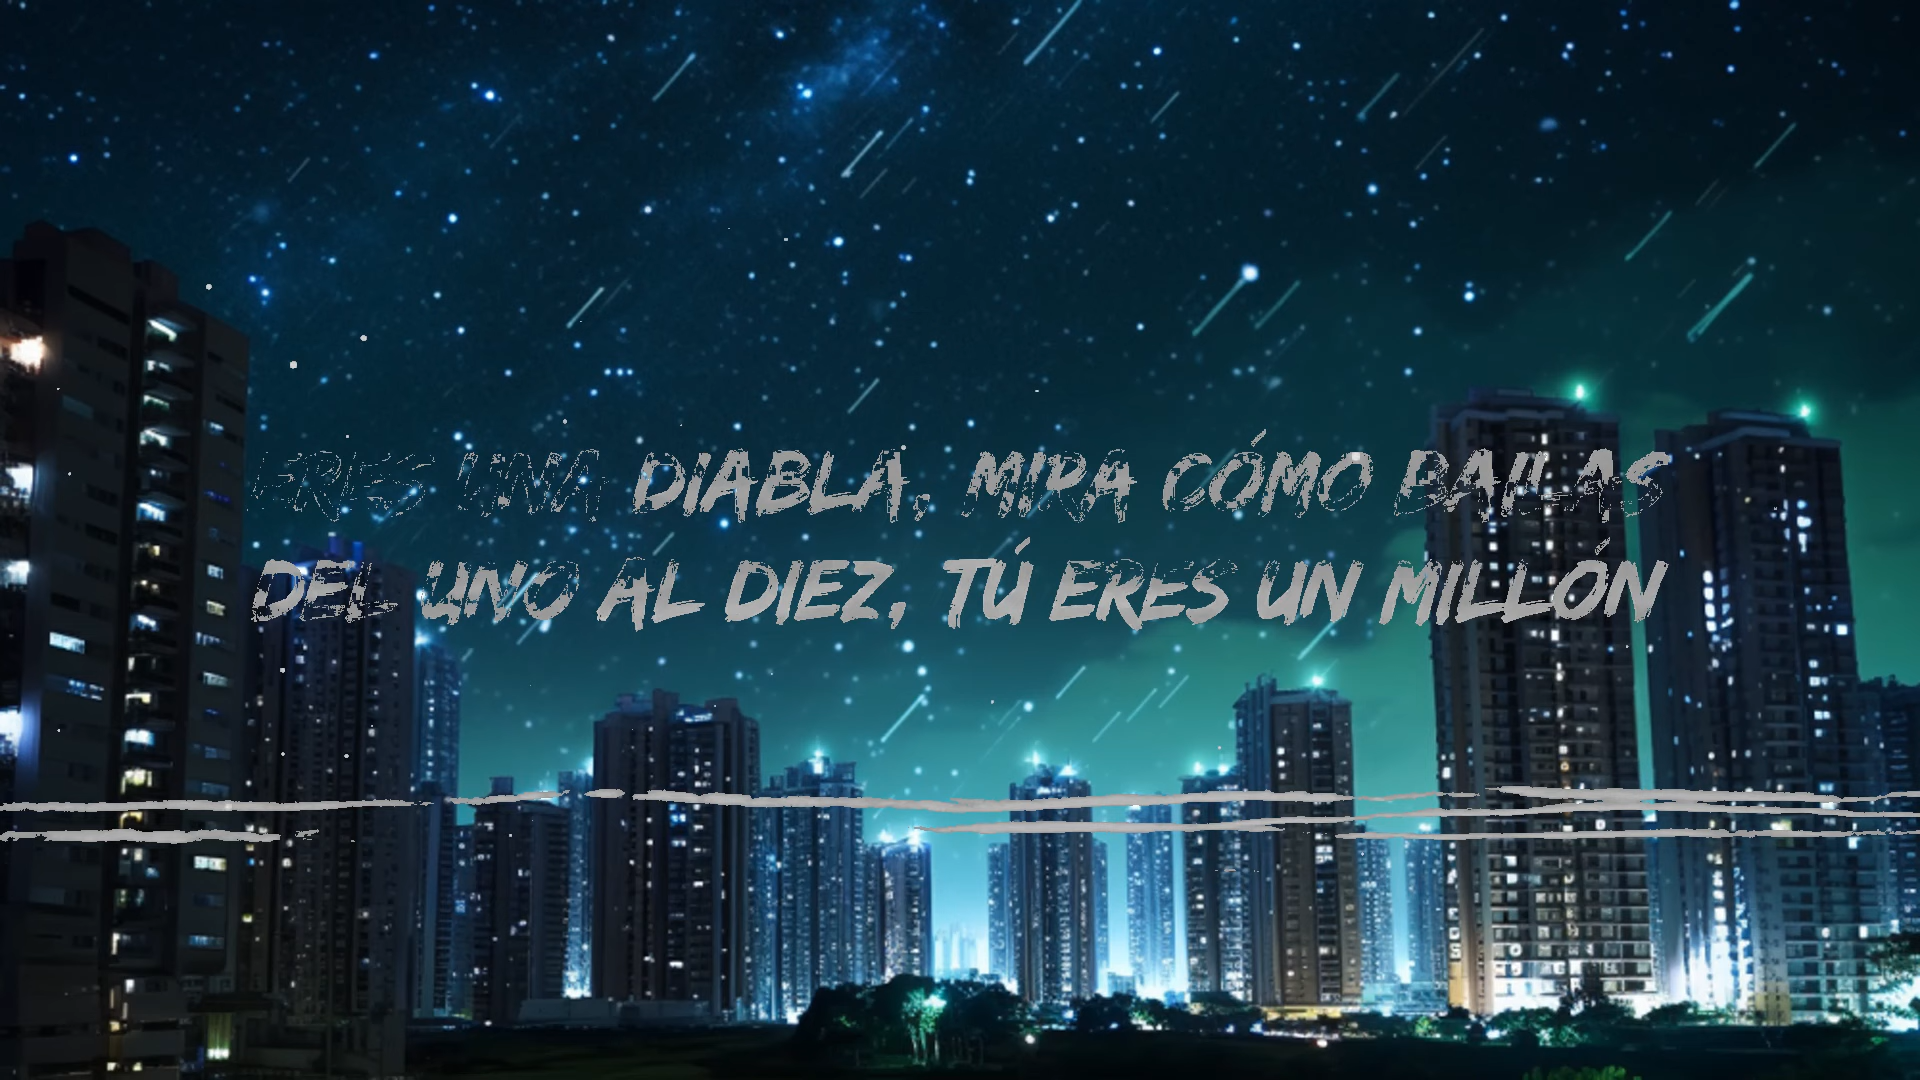 ERES UNA DIABLA, MIRA CÓMO BAILAS
DEL UNO AL DIEZ, TÚ ERES UN MILLÓN